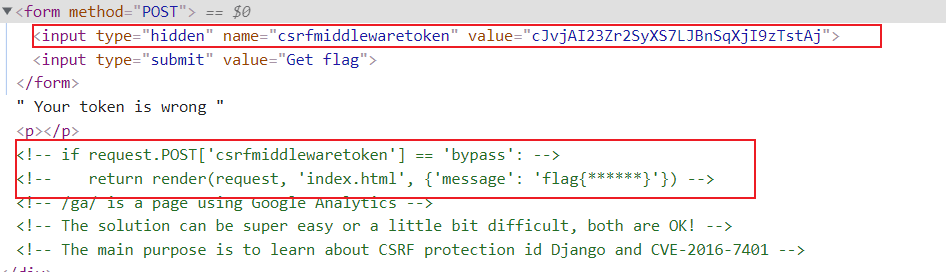 ▼<form method="POST"> == $0
<input type="hidden" name="csrfmiddlewaretoken" value="cJvjAI23Zr2SyXS7LJBnSqXjI9zTstAj">
<input type="submit" value="Get flag">
</form>
" Your token is wrong "
<p></p>
<!-- if request.POST['csrfmiddlewaretoken'] == 'bypass': -->
<!--     return render(request, 'index.html', {'message': 'flag{******}'}) -->
<!-- /ga/ is a page using Google Analytics -->
<!-- The solution can be super easy or a little bit difficult, both are OK! -->
<!-- The main purpose is to learn about CSRF protection id Django and CVE-2016-7401 -->
</div>